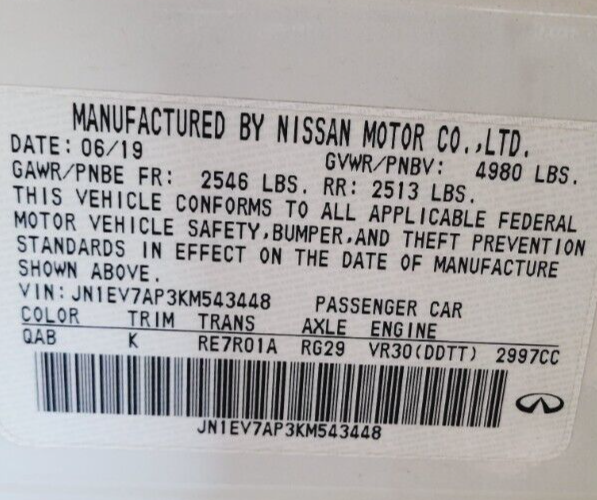 MANUFACTURED BY NISSAN MOTOR CO.,LTD.
DATE: 06/19 GVWR/PNBV: 4980 LBS.
GAWR/PNBE FR: 2546 LBS. RR: 2513 LBS.
THIS VEHICLE CONFORMS TO ALL APPLICABLE FEDERAL
MOTOR VEHICLE SAFETY,BUMPER,AND THEFT PREVENTION
STANDARDS IN EFFECT ON THE DATE OF MANUFACTURE
SHOWN ABOVE.
VIN: JN1EV7AP3KM543448 PASSENGER CAR
COLOR TRIM TRANS AXLE ENGINE
QAB K RE7R01A RG29 VR30(DDTT) 2997CC
JN1EV7AP3KM543448